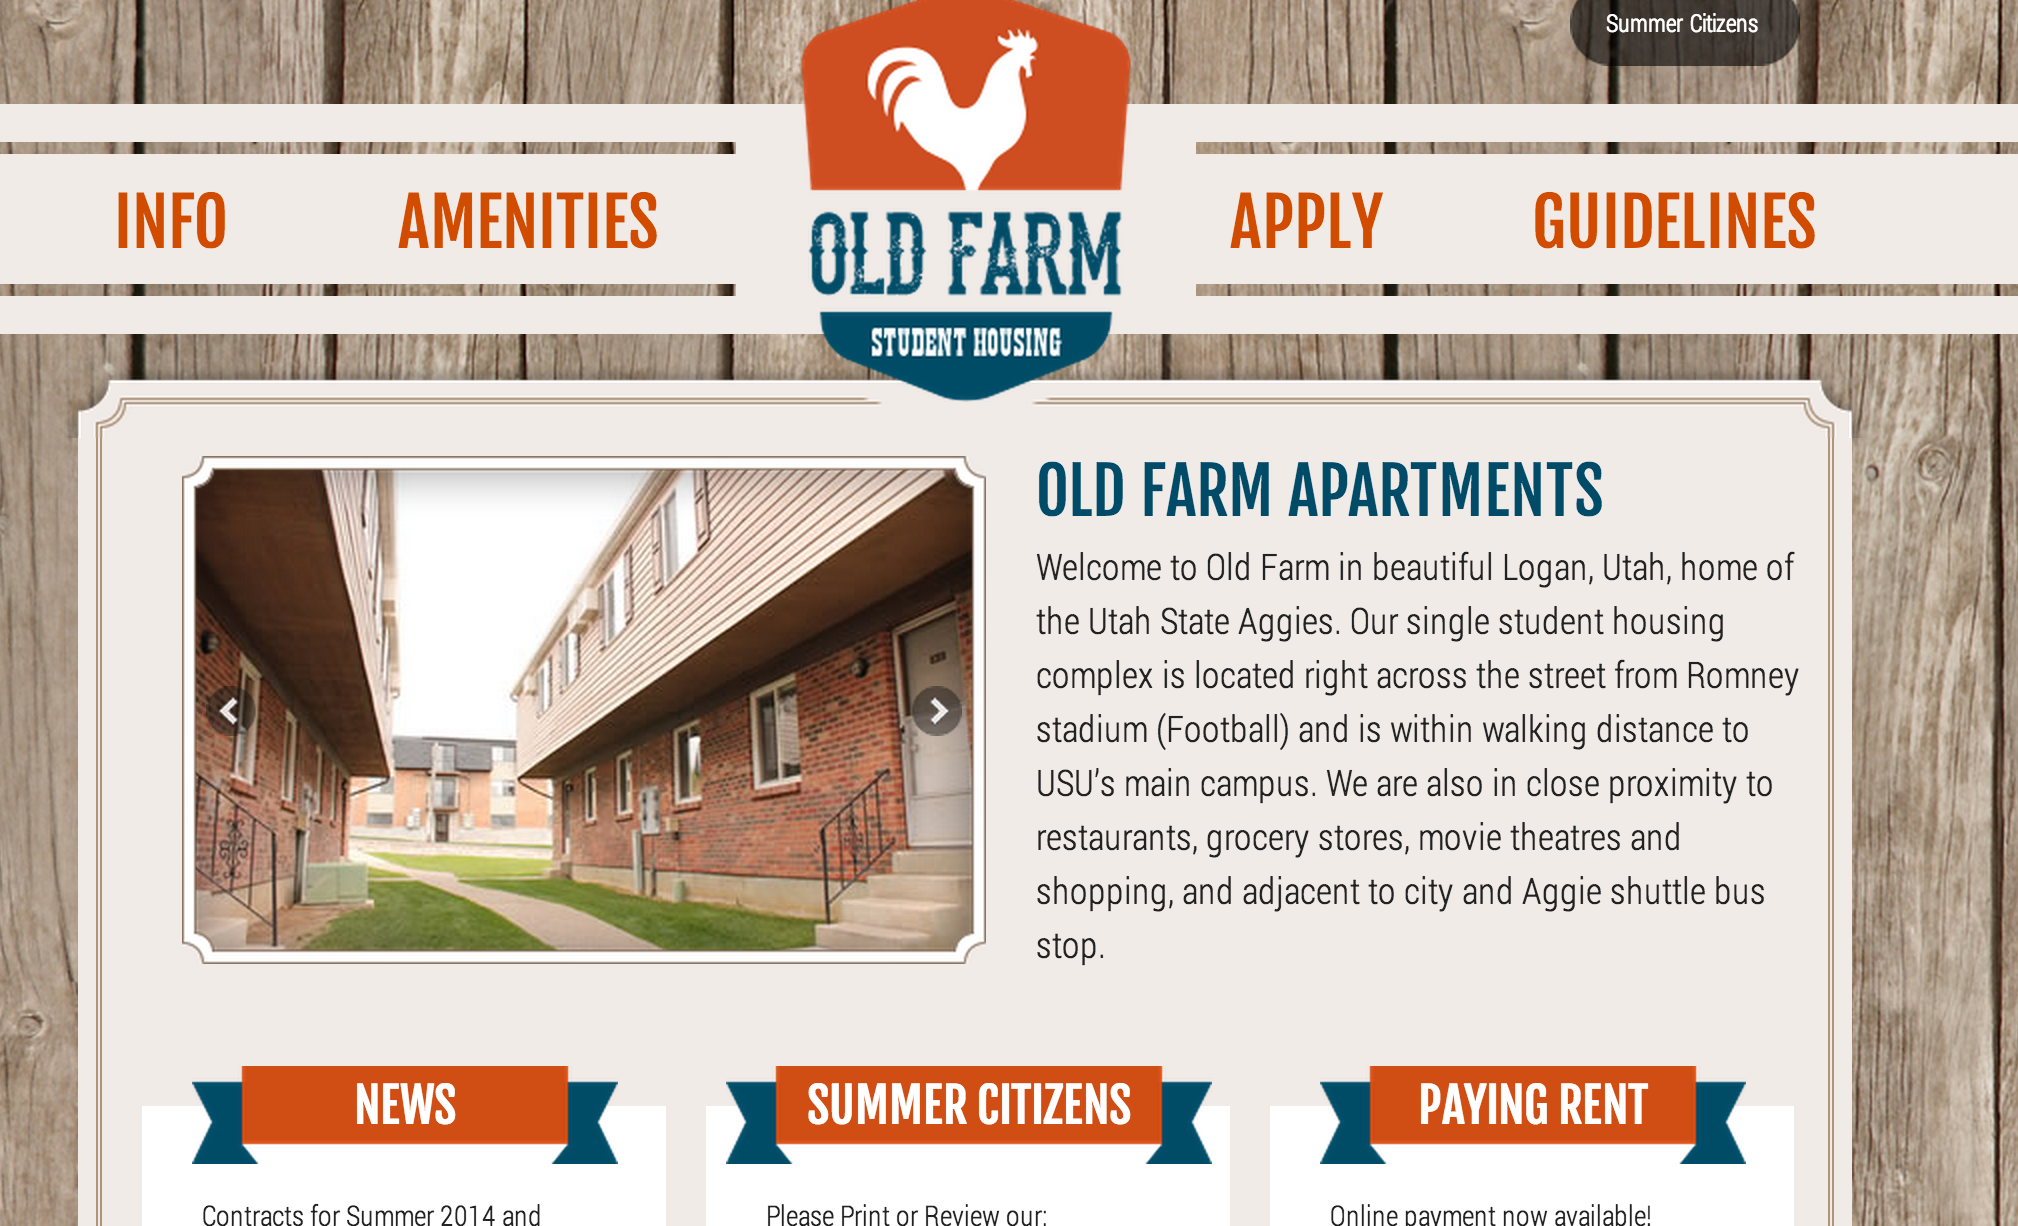 Summer Citizens
INFO
AMENITIES
OLD FARM
STUDENT HOUSING
APPLY
GUIDELINES
OLD FARM APARTMENTS
Welcome to Old Farm in beautiful Logan, Utah, home of
the Utah State Aggies. Our single student housing
complex is located right across the street from Romney
stadium (Football) and is within walking distance to
USU's main campus. We are also in close proximity to
restaurants, grocery stores, movie theatres and
shopping, and adjacent to city and Aggie shuttle bus
stop.
NEWS
Contracts for Summer 2014 and
SUMMER CITIZENS
Please Print or Review our:
PAYING RENT
Online payment now available!